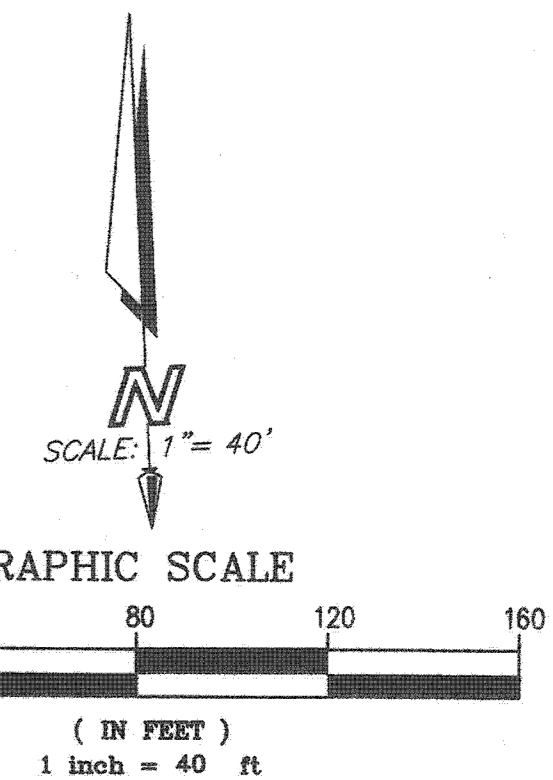 N
SCALE: 1"= 40'
RAPHIC SCALE
80 120 160
( IN FEET )
1 inch = 40 ft